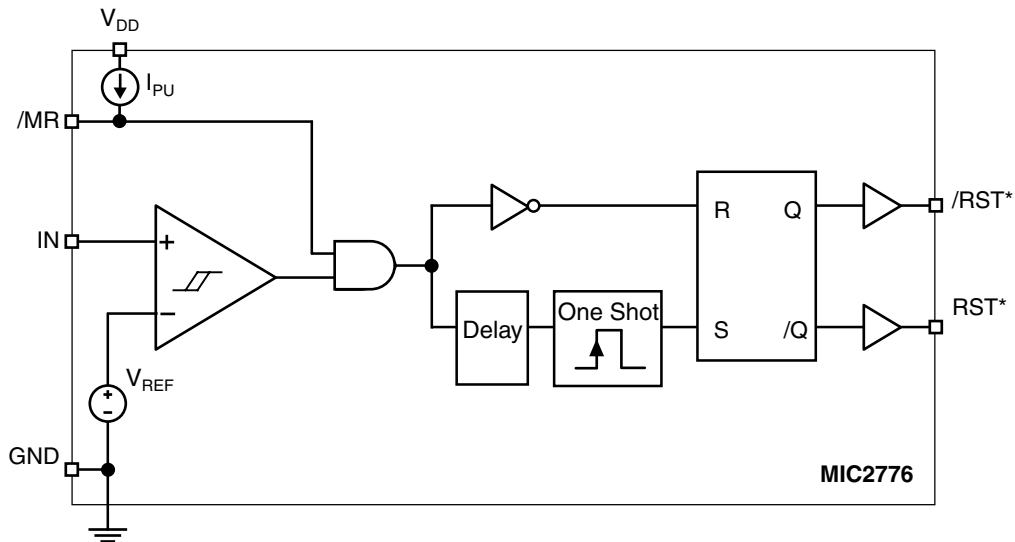 VDD
IPU
/MR
IN
+
−
VREF
+
−
GND
Delay
One Shot
R
Q
S
/Q
/RST*
RST*
MIC2776